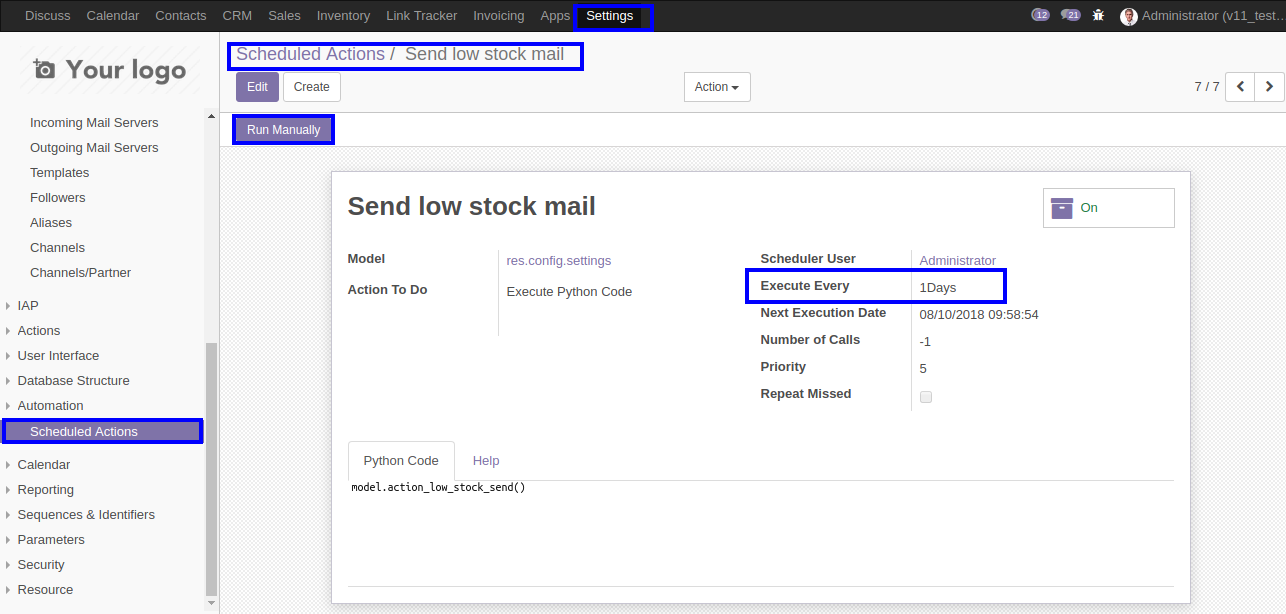 Discuss Calendar Contacts CRM Sales Inventory Link Tracker Invoicing Apps Settings 12 21 Administrator (v11_test...
Your logo
Scheduled Actions / Send low stock mail
Edit Create Action 7 / 7
Run Manually
Incoming Mail Servers
Outgoing Mail Servers
Templates
Followers
Aliases
Channels
Channels/Partner
IAP
Actions
User Interface
Database Structure
Automation
Scheduled Actions
Calendar
Reporting
Sequences & Identifiers
Parameters
Security
Resource
Send low stock mail
On
Model res.config.settings
Action To Do Execute Python Code
Scheduler User Administrator
Execute Every 1Days
Next Execution Date 08/10/2018 09:58:54
Number of Calls -1
Priority 5
Repeat Missed
Python Code Help
model.action_low_stock_send()